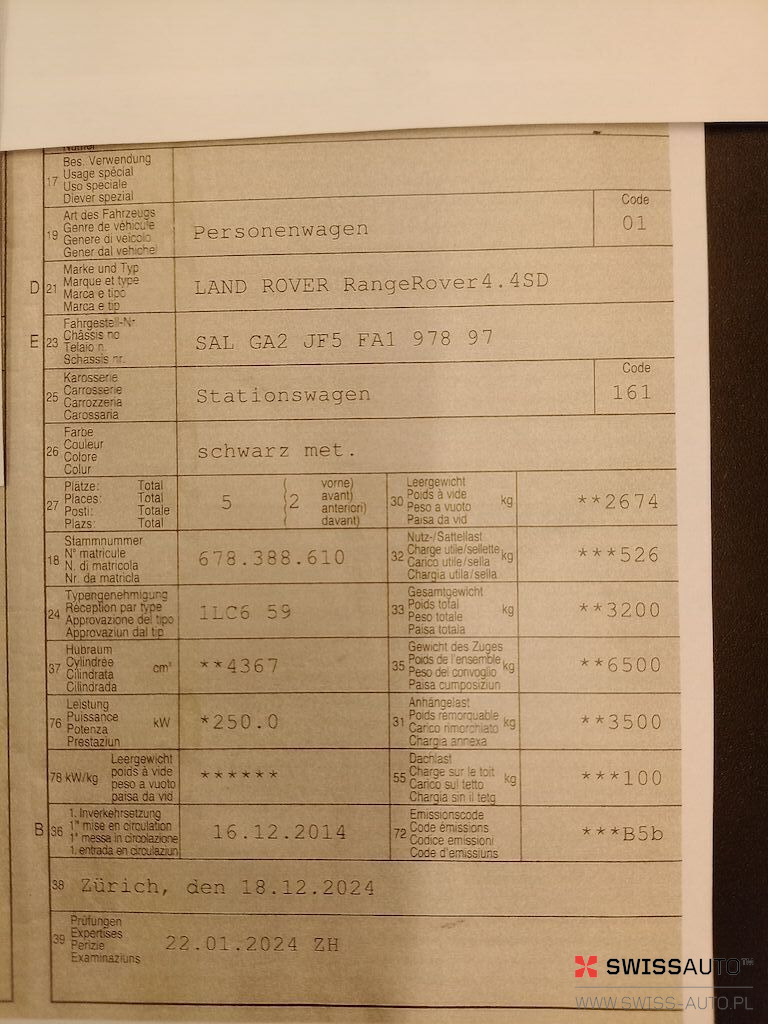 Bes. Verwendung
Usage spécial
17 Uso speciale
Diever spezial
Art des Fahrzeugs
Genre de véhicule
19 Genere di veicolo
Gener dal vehichel
Personenwagen
Code
01
Marke und Typ
D 21 Marque et type
Marca e tipo
Marca e tip
LAND ROVER RangeRover4.4SD
Fahrgestell-Nr
E 23 Châssis no
Telaio n.
Schassis nr.
SAL GA2 JF5 FA1 978 97
Karosserie
25 Carrosserie
Carrozzeria
Carossaria
Stationswagen
Code
161
Farbe
26 Couleur
Colore
Colur
schwarz met.
Plätze: Total
27 Places: Total
Posti: Totale
Plazs: Total
5 ( 2 vorne)
avant)
anteriori)
davant)
Leergewicht
30 Poids à vide kg
Peso a vuoto
Paisa da vid
**2674
Stammnummer
18 N° matricule
N. di matricola
Nr. da matricla
678.388.610
Nutz-/Sattellast
32 Charge utile/sellette kg
Carico utile/sella
Chargia utila/sella
***526
Typengenehmigung
24 Réception par type
Approvazione del tipo
Approvaziun dal tip
1LC6 59
Gesamtgewicht
33 Poids total kg
Peso totale
Paisa totala
**3200
Hubraum
37 Cylindrée cm³
Cilindrata
Cilindrada
**4367
Gewicht des Zuges
35 Poids de l'ensemble kg
Peso del convoglio
Paisa cumposiziun
**6500
Leistung
76 Puissance kW
Potenza
Prestaziun
*250.0
Anhängelast
31 Poids remorquable kg
Carico rimorchiato
Chargia annexa
**3500
Leergewicht
78 kW/kg poids à vide
peso a vuoto
paisa da vid
******
Dachlast
55 Charge sur le toit kg
Carico sul tetto
Chargia sin il tetg
***100
1. Inverkehrsetzung
B 36 1re mise en circulation
1a messa in circolazione
1. entrada en circulaziun
16.12.2014
Emissionscode
72 Code émissions
Codice emissioni
Code d'emissiuns
***B5b
38 Zürich, den 18.12.2024
Prüfungen
39 Expertises
Perizie
Examinaziuns
22.01.2024 ZH
SWISSAUTO™
WWW.SWISS-AUTO.PL